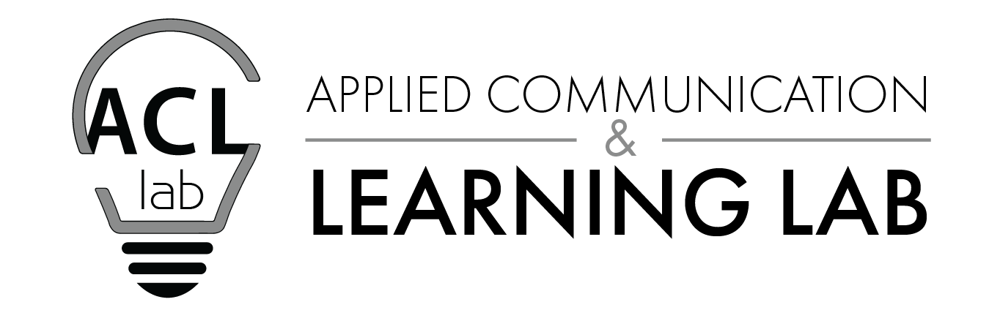 ACL
lab
APPLIED COMMUNICATION
&
LEARNING LAB